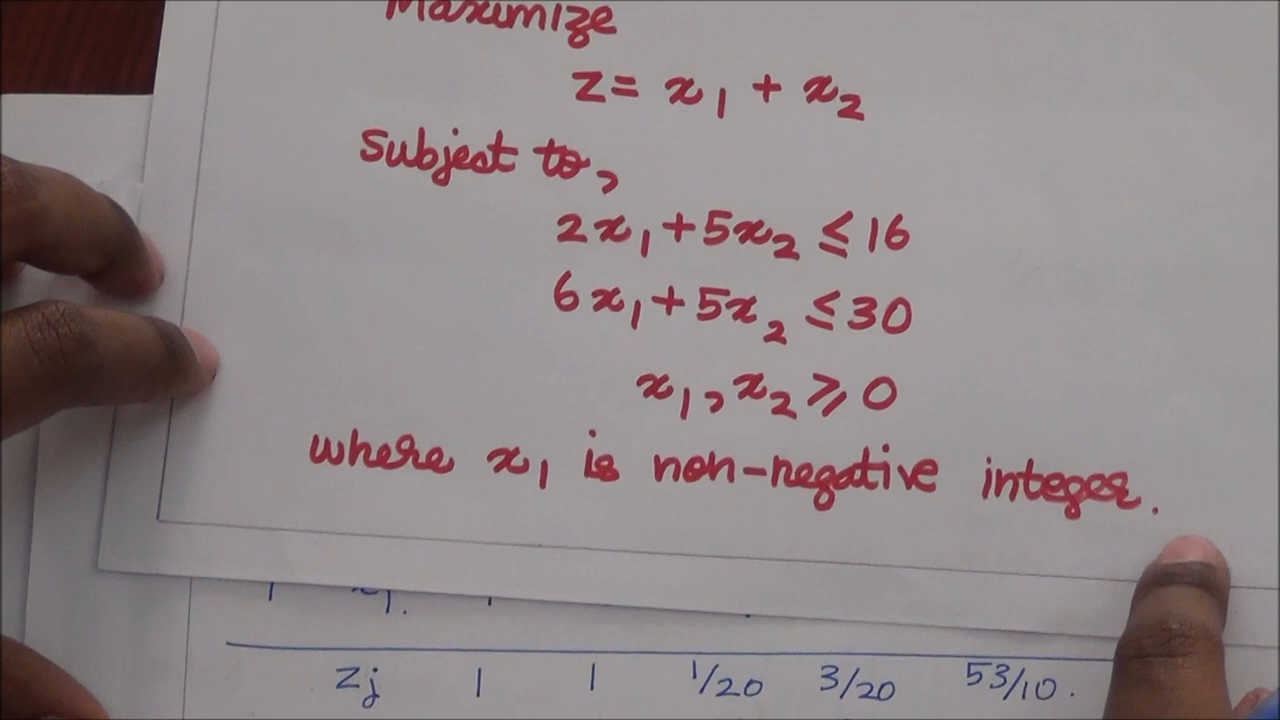 Maximize
Z = x₁ + x₂
Subject to,
2x₁ + 5x₂ ≤ 16
6x₁ + 5x₂ ≤ 30
x₁, x₂ ≥ 0
where x₁ is non-negative integer.
Zj 1 1 1/20 3/20 53/10.